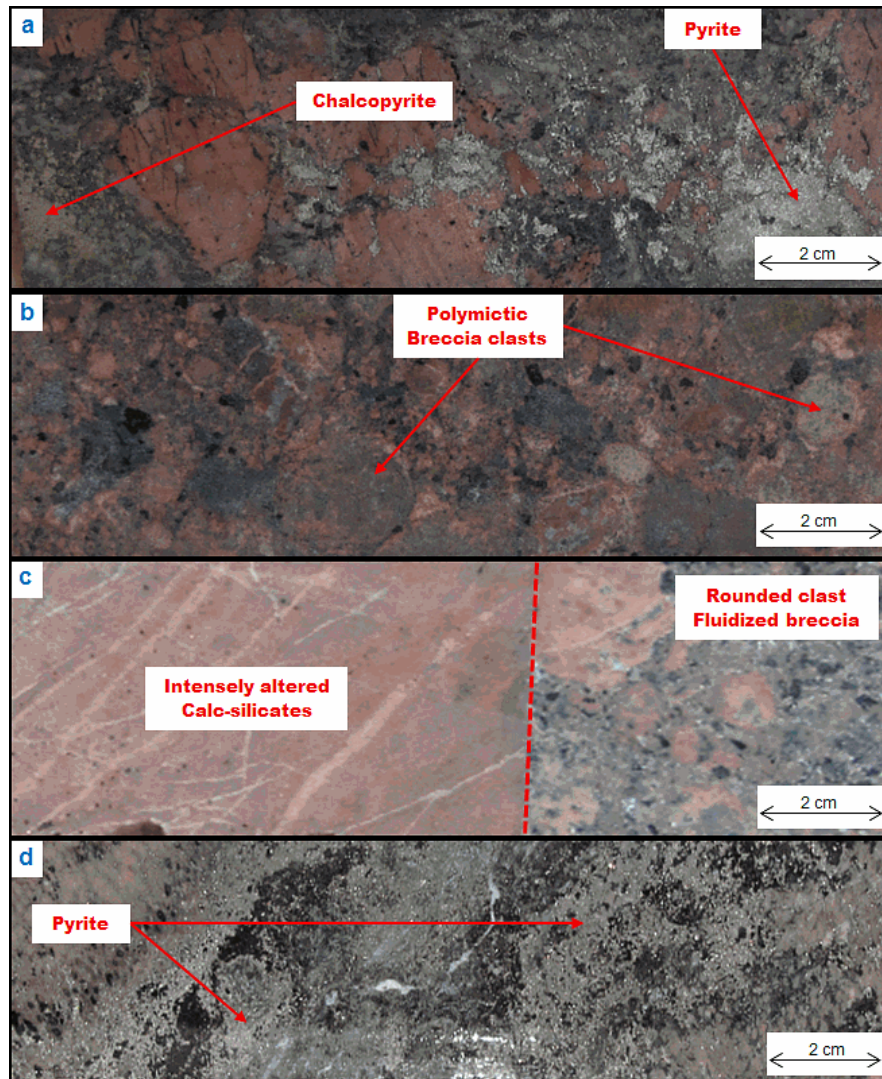 a
Pyrite
Chalcopyrite
2 cm
b
Polymictic
Breccia clasts
2 cm
c
Rounded clast
Fluidized breccia
Intensely altered
Calc-silicates
2 cm
d
Pyrite
2 cm